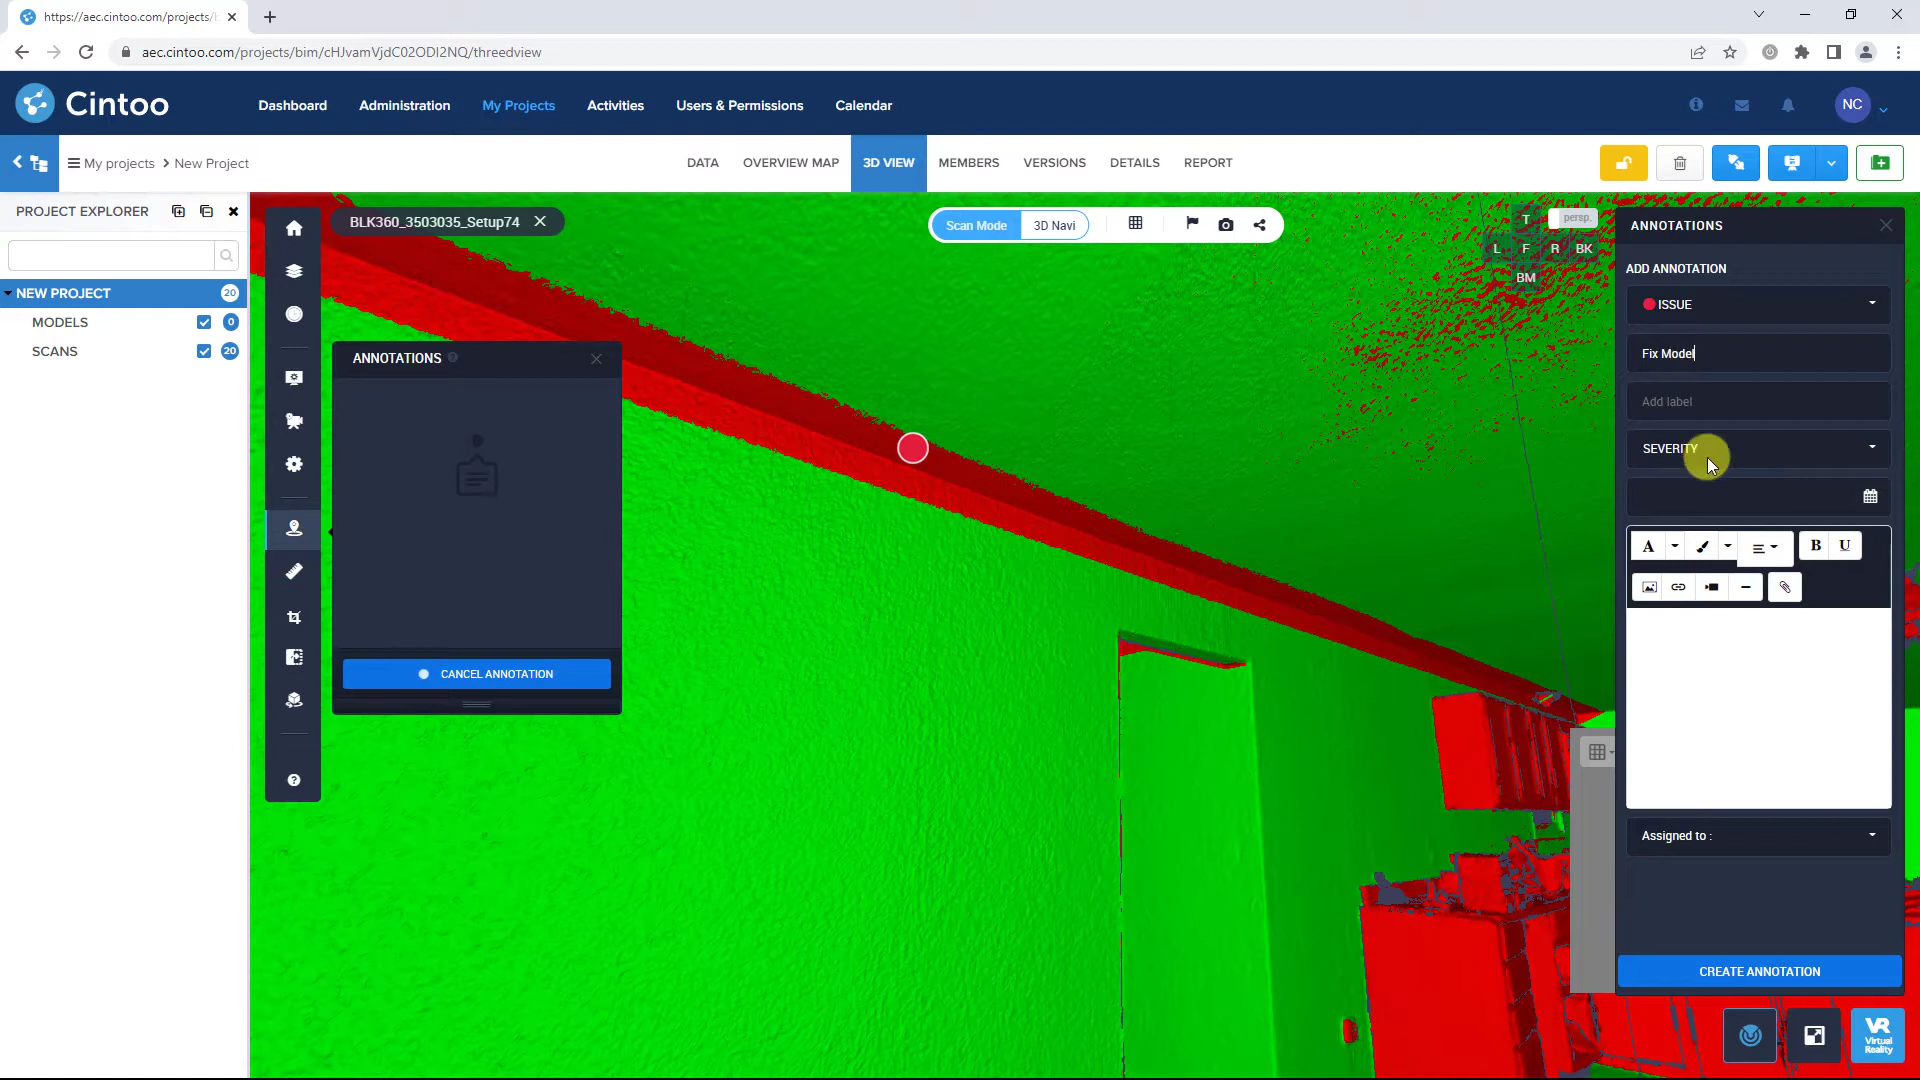 https://aec.cintoo.com/projects/b
aec.cintoo.com/projects/bim/cHJvamVjdC02ODI2NQ/threedview
Cintoo
Dashboard
Administration
My Projects
Activities
Users & Permissions
Calendar
NC
My projects > New Project
DATA
OVERVIEW MAP
3D VIEW
MEMBERS
VERSIONS
DETAILS
REPORT
PROJECT EXPLORER
NEW PROJECT 20
MODELS 0
SCANS 20
BLK360_3503035_Setup74
Scan Mode
3D Navi
T
persp.
L F R BK
BM
ANNOTATIONS
CANCEL ANNOTATION
ANNOTATIONS
ADD ANNOTATION
ISSUE
Fix Model
Add label
SEVERITY
A
B U
Assigned to :
CREATE ANNOTATION
VR
Virtual
Reality